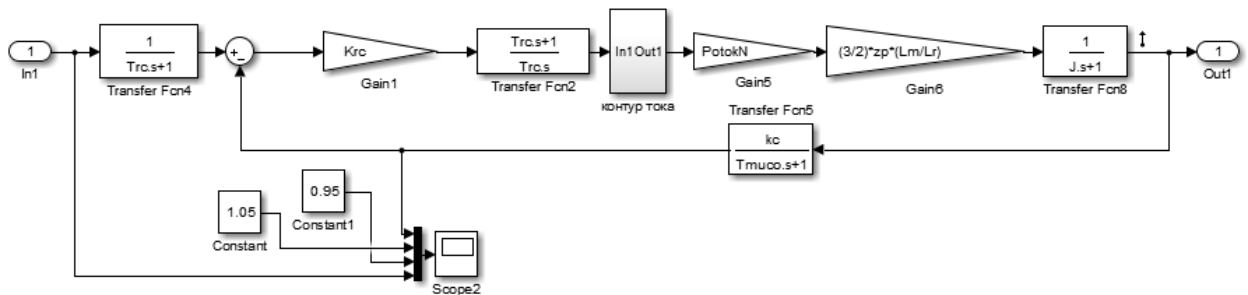 1
In1
1
Trc.s+1
Transfer Fcn4
+
−
Krc
Gain1
Trc.s+1
Trc.s
Transfer Fcn2
In1 Out1
контур тока
PotokN
Gain5
(3/2)*zp*(Lm/Lr)
Gain6
1
J.s+1
Transfer Fcn8
1
Out1
Transfer Fcn5
kc
Tmuco.s+1
1.05
Constant
0.95
Constant1
Scope2